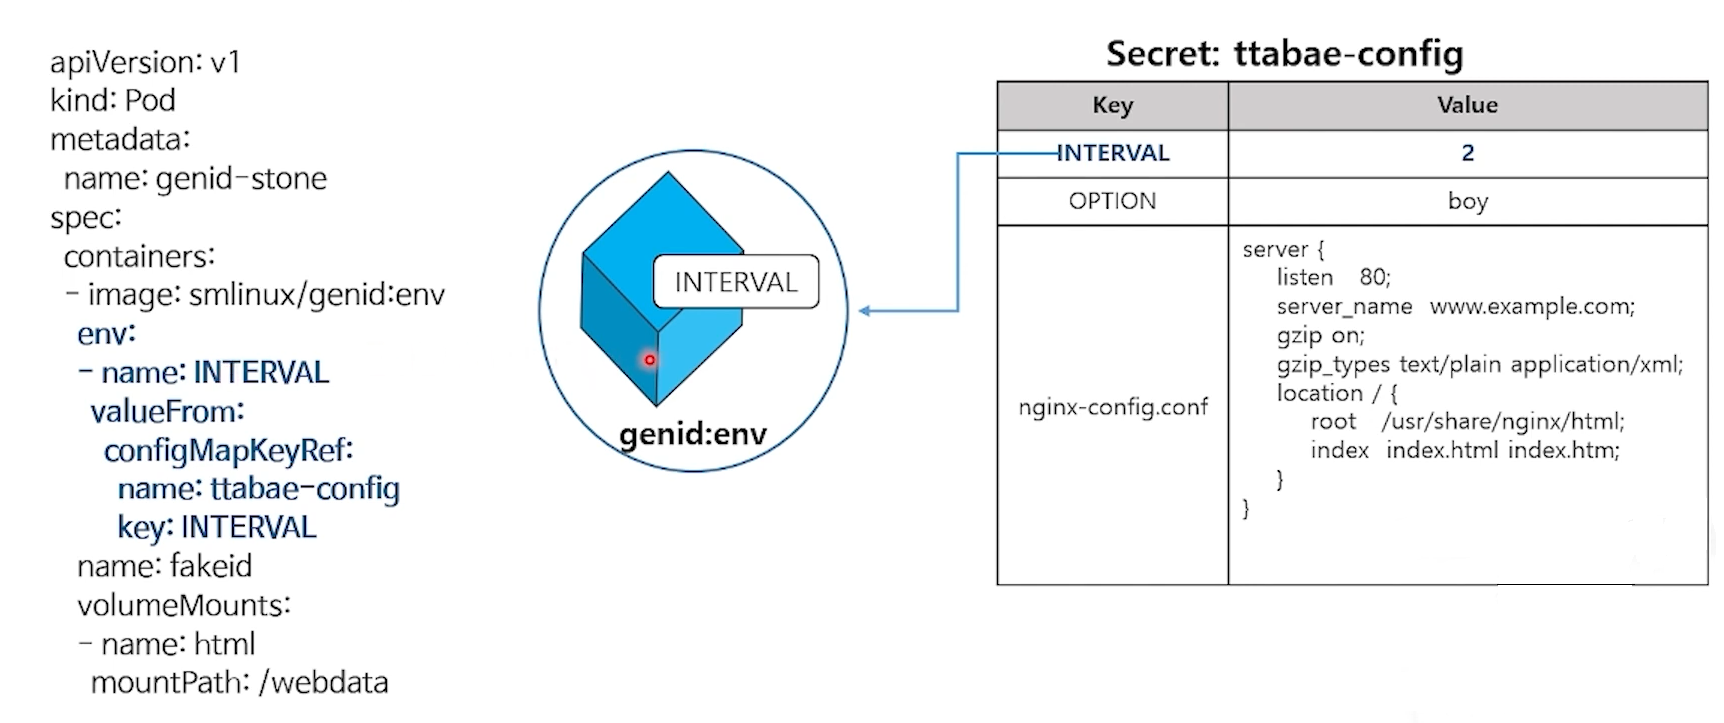 apiVersion: v1
kind: Pod
metadata:
name: genid-stone
spec:
containers:
- image: smlinux/genid:env
env:
- name: INTERVAL
valueFrom:
configMapKeyRef:
name: ttabae-config
key: INTERVAL
name: fakeid
volumeMounts:
- name: html
mountPath: /webdata
INTERVAL
genid:env
Secret: ttabae-config
Key Value
INTERVAL 2
OPTION boy
nginx-config.conf
server {
listen 80;
server_name www.example.com;
gzip on;
gzip_types text/plain application/xml;
location / {
root /usr/share/nginx/html;
index index.html index.htm;
}
}